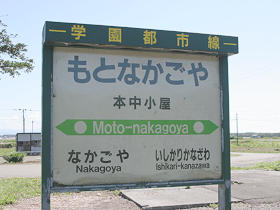 学園都市線
もとなかごや
本中小屋
Moto-nakagoya
なかごや
Nakagoya
いしかりかなざわ
Ishikari-kanazawa